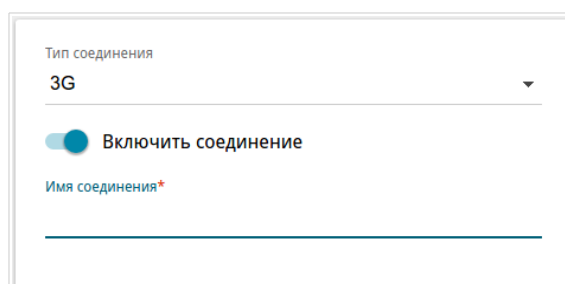 Тип соединения
3G
Включить соединение
Имя соединения*